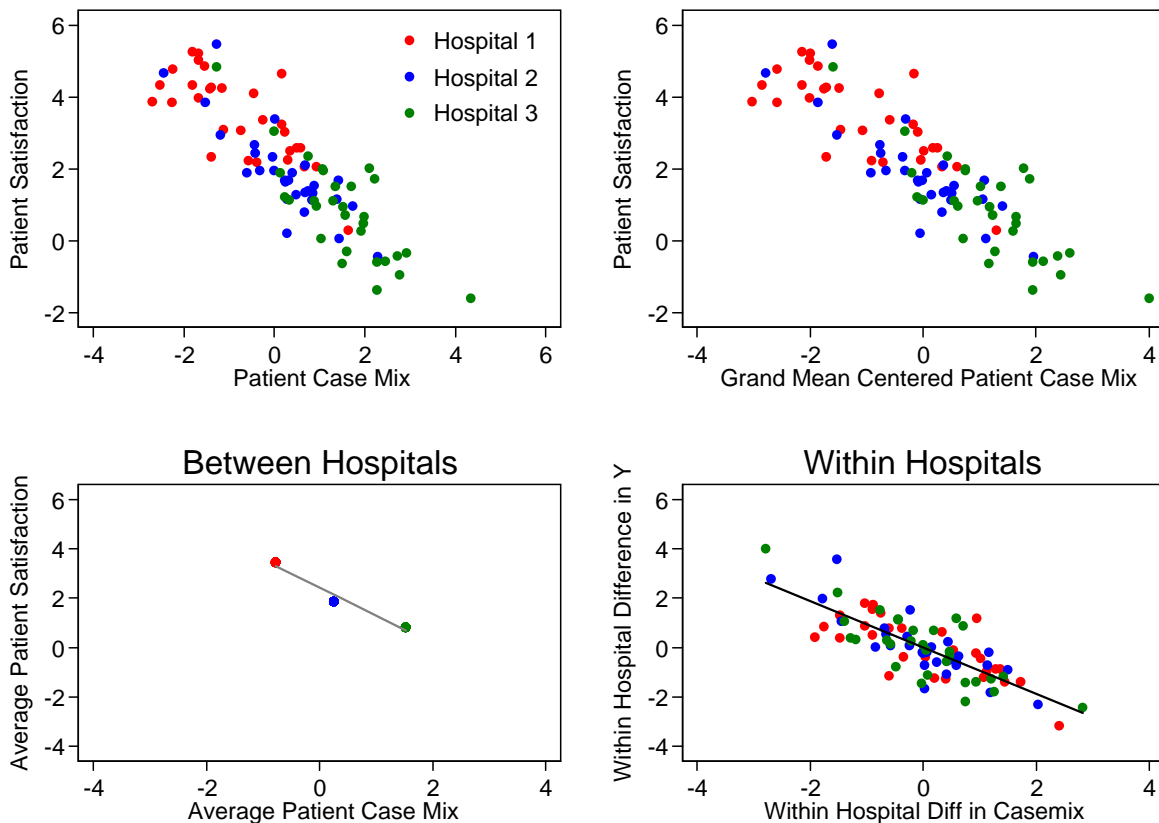 6
4
2
0
-2
Patient Satisfaction
Hospital 1
Hospital 2
Hospital 3
-4 -2 0 2 4 6
Patient Case Mix
6
4
2
0
-2
Patient Satisfaction
-4 -2 0 2 4
Grand Mean Centered Patient Case Mix
Between Hospitals
6
4
2
0
-2
-4
Average Patient Satisfaction
-4 -2 0 2 4
Average Patient Case Mix
Within Hospitals
6
4
2
0
-2
-4
Within Hospital Difference in Y
-4 -2 0 2 4
Within Hospital Diff in Casemix